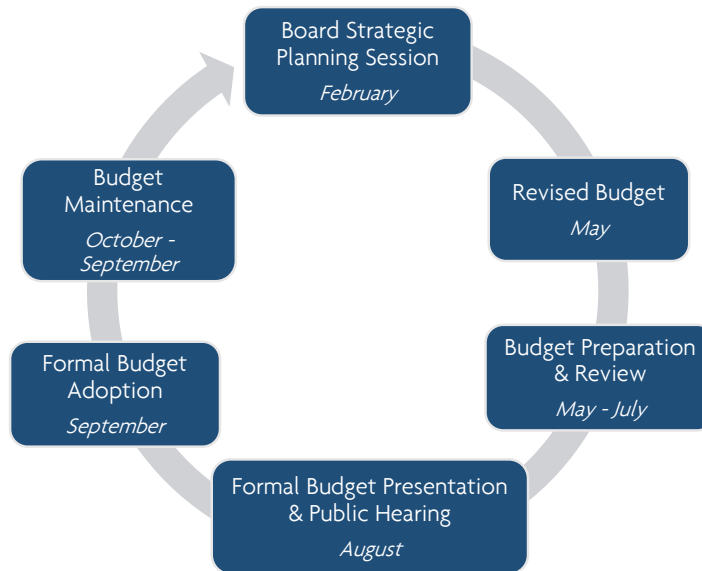 Board Strategic
Planning Session
February
Revised Budget
May
Budget Preparation
& Review
May - July
Formal Budget Presentation
& Public Hearing
August
Formal Budget
Adoption
September
Budget
Maintenance
October -
September